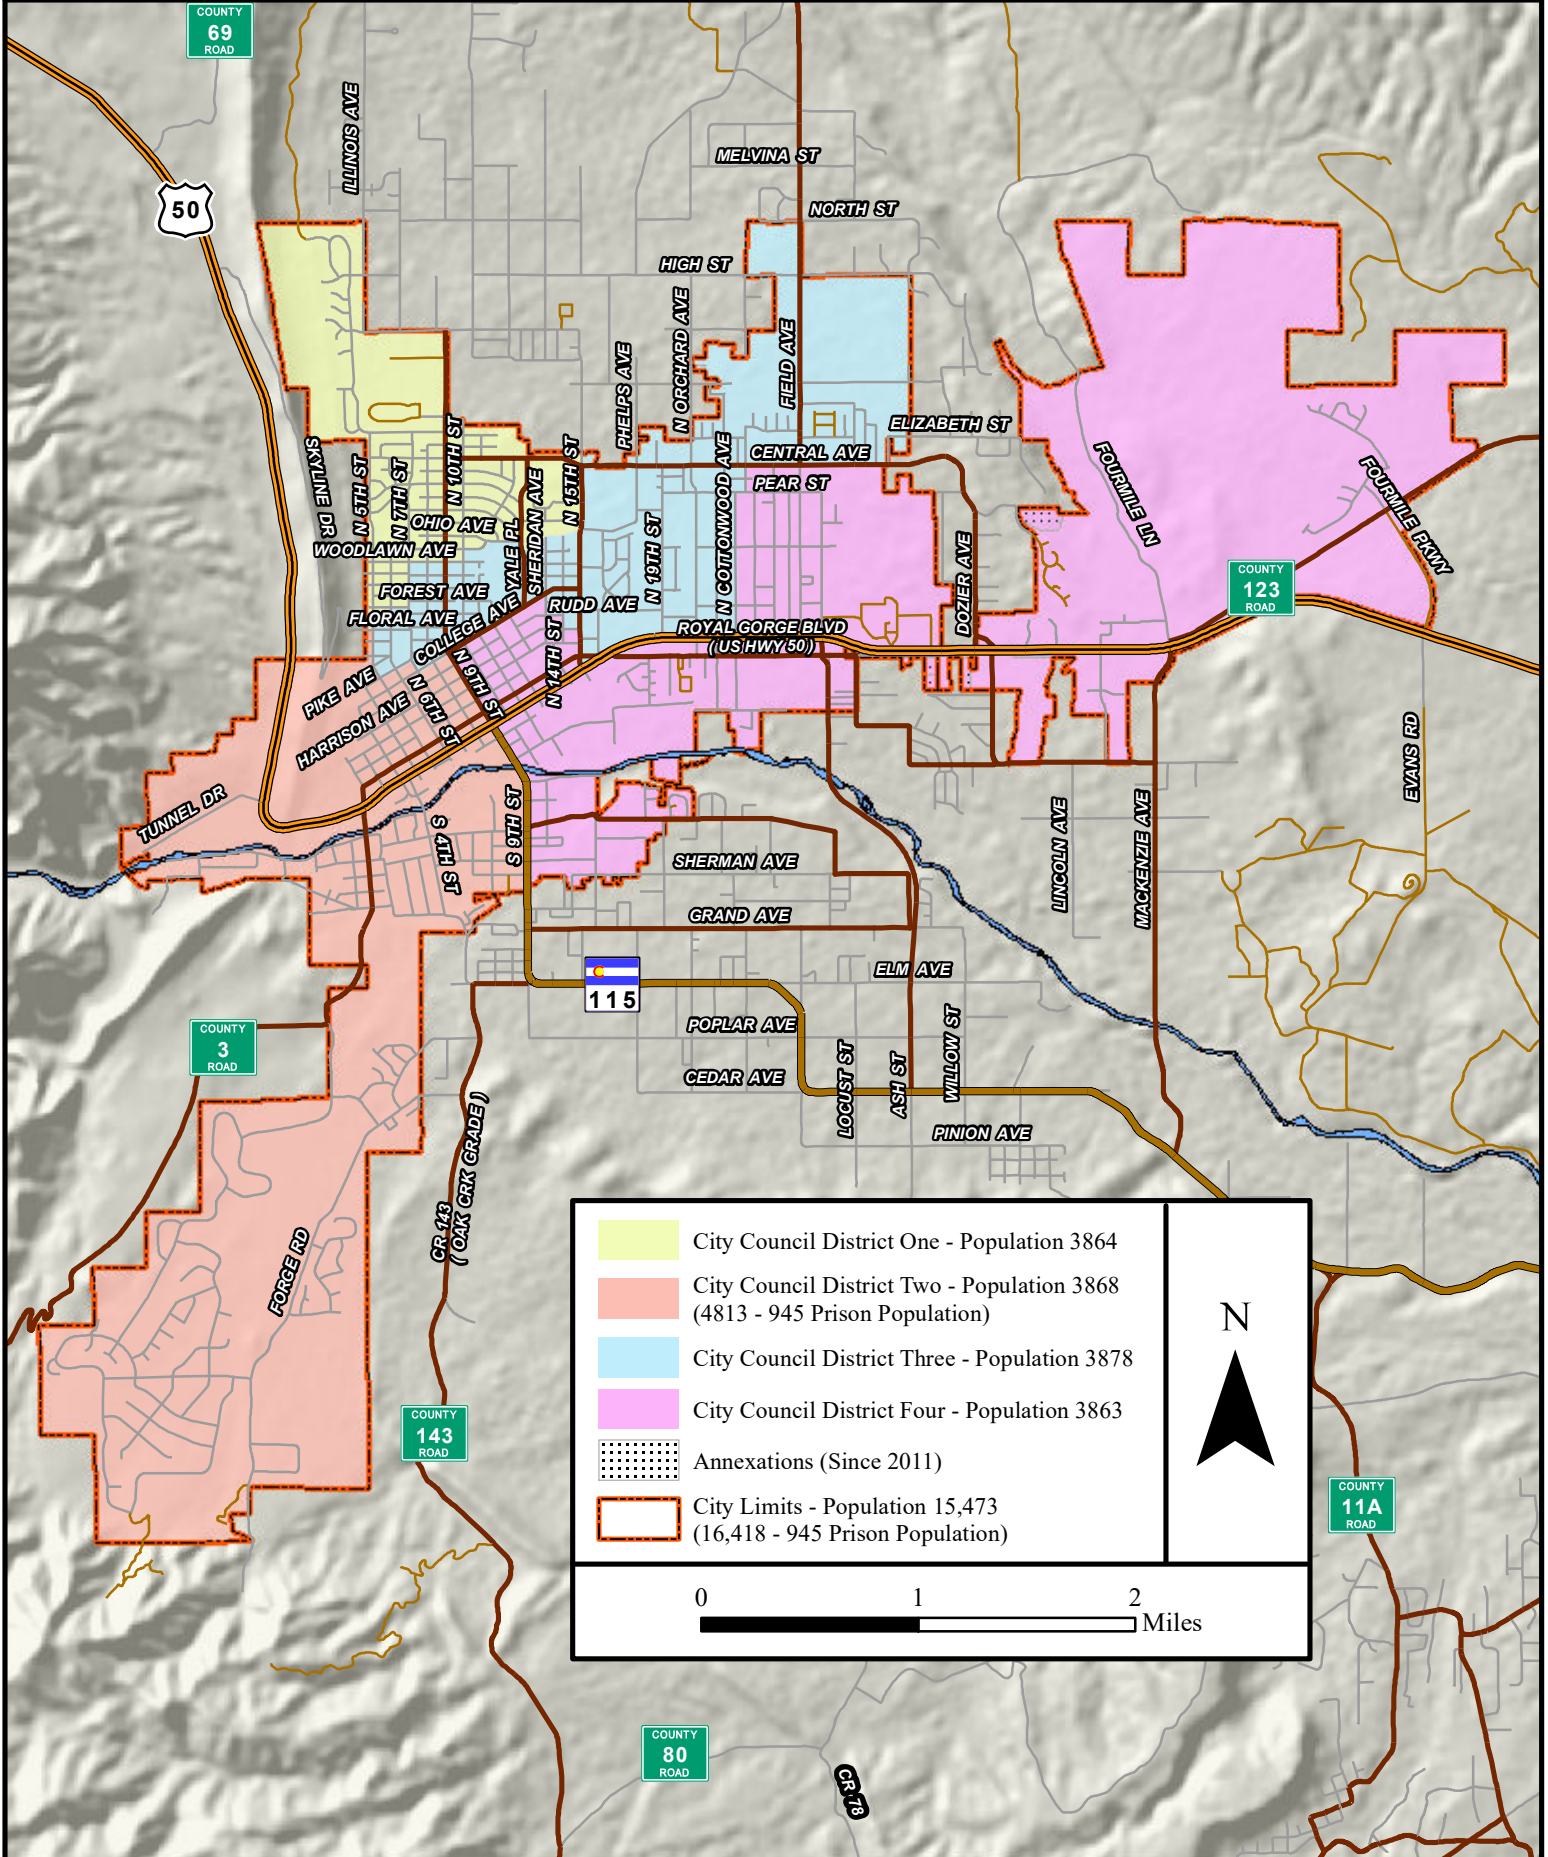 COUNTY
69
ROAD
ILLINOIS AVE
MELVINA ST
50
NORTH ST
HIGH ST
N ORCHARD AVE
FIELD AVE
PHELPS AVE
ELIZABETH ST
CENTRAL AVE
PEAR ST
SKYLINE DR
N 5TH ST
N 7TH ST
N 10TH ST
N 15TH ST
SHERIDAN AVE
YALE PL
OHIO AVE
WOODLAWN AVE
FOREST AVE
FLORAL AVE
COLLEGE AVE
RUDD AVE
N 19TH ST
N COTTONWOOD AVE
DOZIER AVE
FOURMILE LN
FOURMILE PKWY
COUNTY
123
ROAD
ROYAL GORGE BLVD
(US HWY 50)
N 14TH ST
N 9TH ST
N 6TH ST
PIKE AVE
HARRISON AVE
TUNNEL DR
S 4TH ST
S 9TH ST
SHERMAN AVE
GRAND AVE
LINCOLN AVE
MACKENZIE AVE
EVANS RD
ELM AVE
115
POPLAR AVE
CEDAR AVE
LOCUST ST
ASH ST
WILLOW ST
PINION AVE
COUNTY
3
ROAD
CR 143
( OAK CRK GRADE )
FORGE RD
COUNTY
143
ROAD
City Council District One - Population 3864
City Council District Two - Population 3868
(4813 - 945 Prison Population)
City Council District Three - Population 3878
City Council District Four - Population 3863
Annexations (Since 2011)
City Limits - Population 15,473
(16,418 - 945 Prison Population)
N
0 1 2
Miles
COUNTY
11A
ROAD
COUNTY
80
ROAD
CR 78